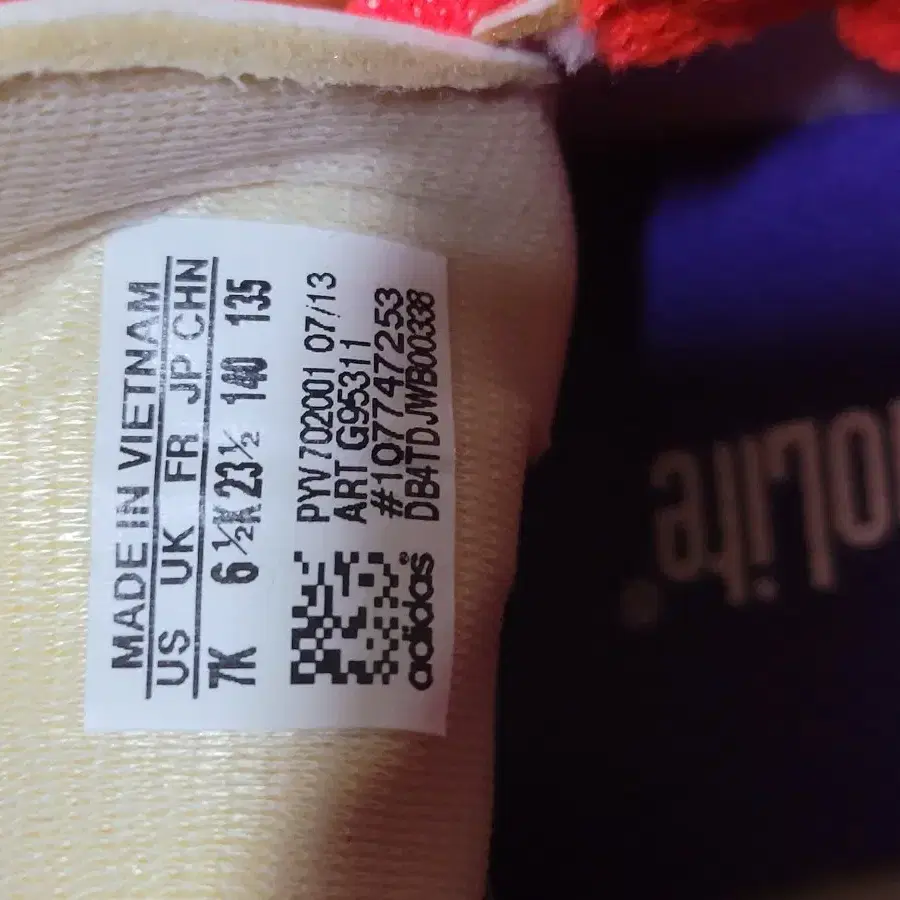 MADE IN VIETNAM
US UK FR JP CHN
7K 6½K 23½ 140 135
PYV 702001 07/13
ART G95311
#107747253
DB4TDJWB00338
adidas
oLite®